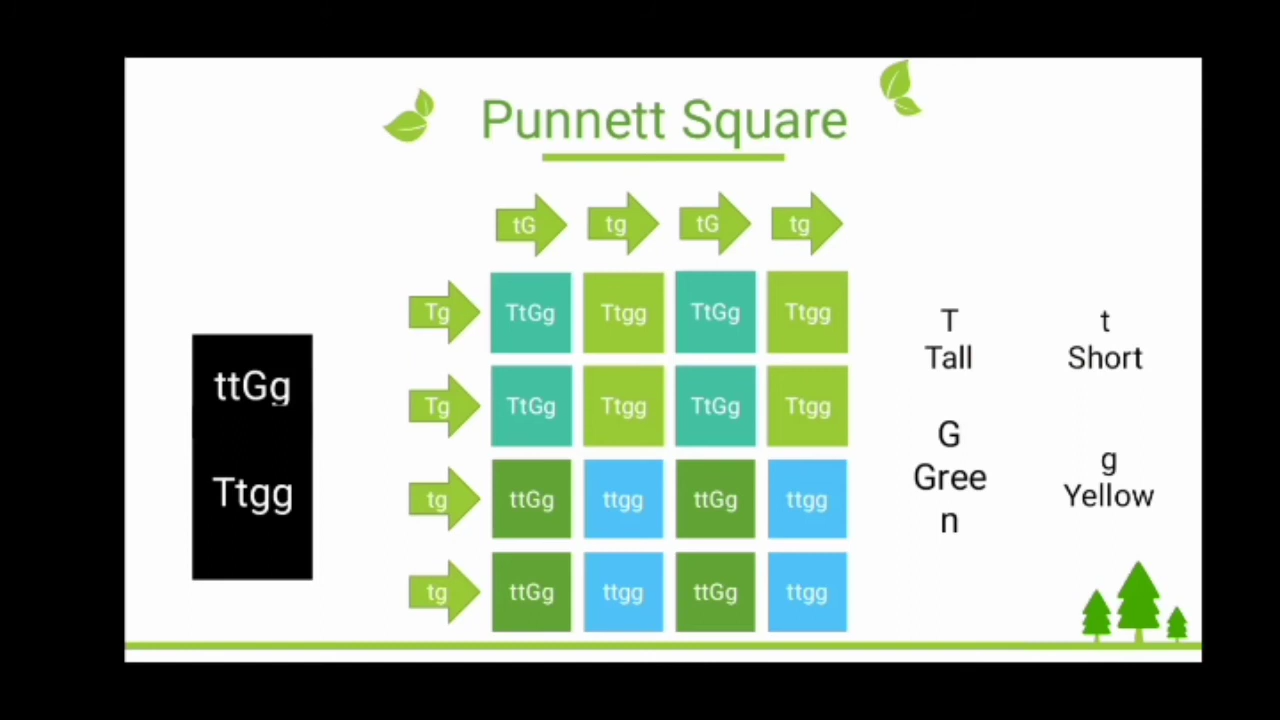 Punnett Square
tG tg tG tg
Tg TtGg Ttgg TtGg Ttgg
Tg TtGg Ttgg TtGg Ttgg
tg ttGg ttgg ttGg ttgg
tg ttGg ttgg ttGg ttgg
ttGg
Ttgg
T t
Tall Short
G
Gree
n
g
Yellow